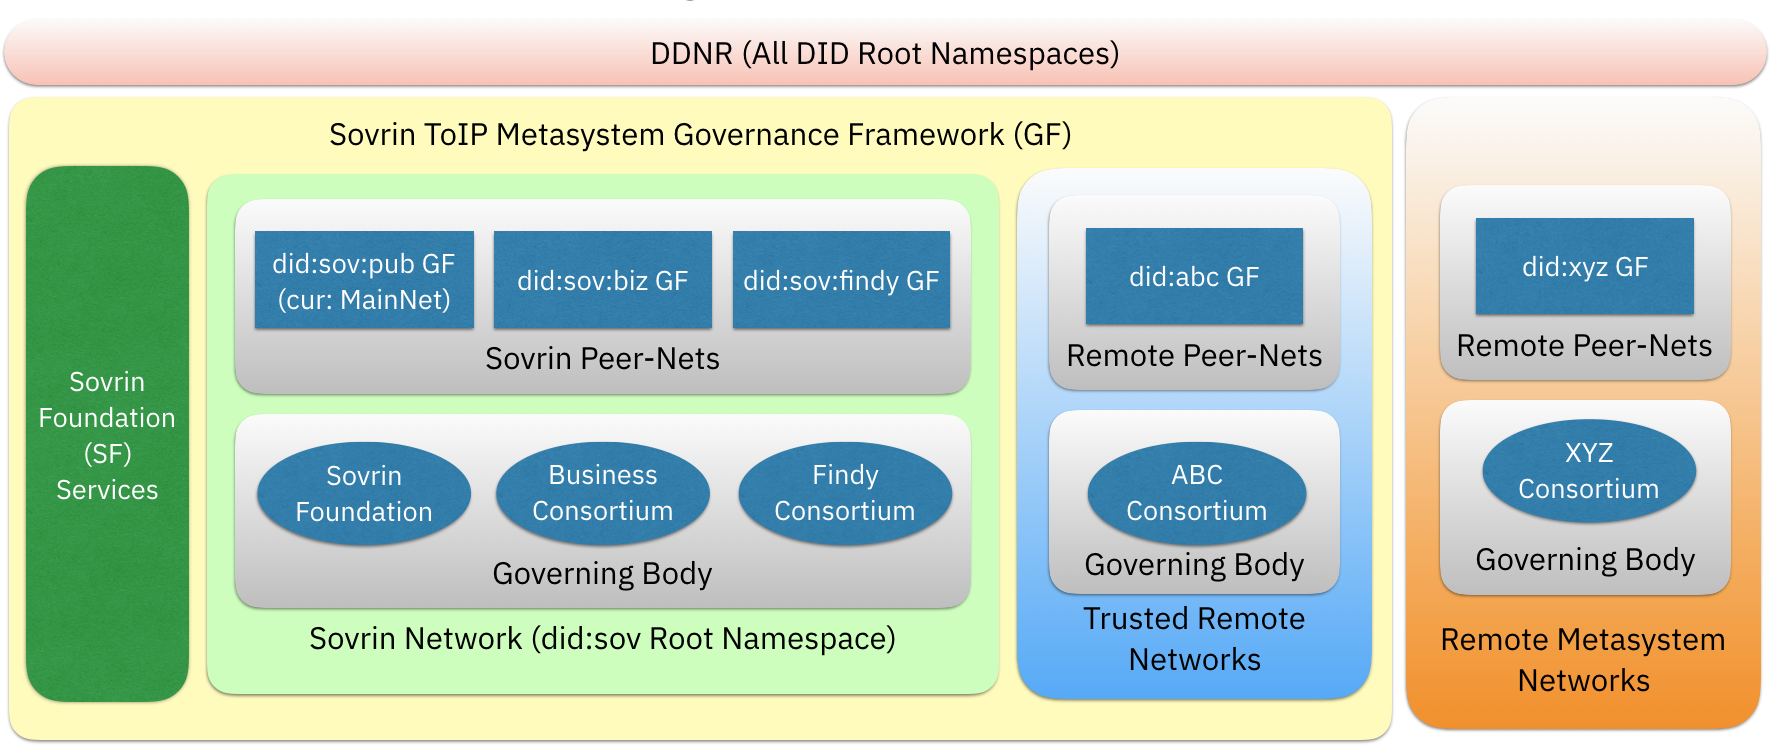 DDNR (All DID Root Namespaces)
Sovrin ToIP Metasystem Governance Framework (GF)
Sovrin
Foundation
(SF)
Services
did:sov:pub GF
(cur: MainNet)
did:sov:biz GF
did:sov:findy GF
Sovrin Peer-Nets
Sovrin
Foundation
Business
Consortium
Findy
Consortium
Governing Body
Sovrin Network (did:sov Root Namespace)
did:abc GF
Remote Peer-Nets
ABC
Consortium
Governing Body
Trusted Remote
Networks
did:xyz GF
Remote Peer-Nets
XYZ
Consortium
Governing Body
Remote Metasystem
Networks